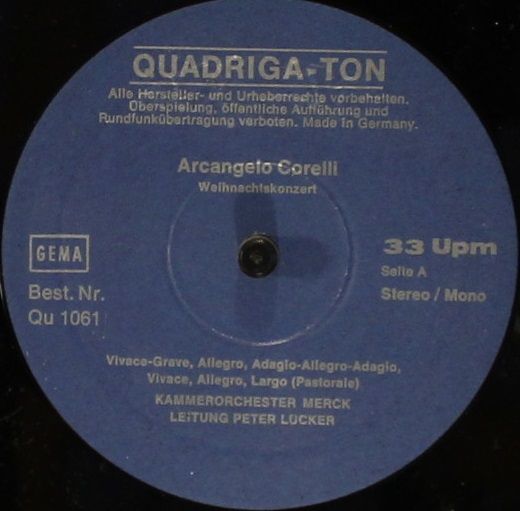 QUADRIGA-TON
Alle Hersteller- und Urheberrechte vorbehalten.
Überspielung, öffentliche Aufführung und
Rundfunkübertragung verboten. Made in Germany.
Arcangelo Corelli
Weihnachtskonzert
GEMA
33 Upm
Seite A
Best. Nr.
Stereo / Mono
Qu 1061
Vivace-Grave, Allegro, Adagio-Allegro-Adagio,
Vivace, Allegro, Largo (Pastorale)
KAMMERORCHESTER MERCK
LEITUNG PETER LÜCKER